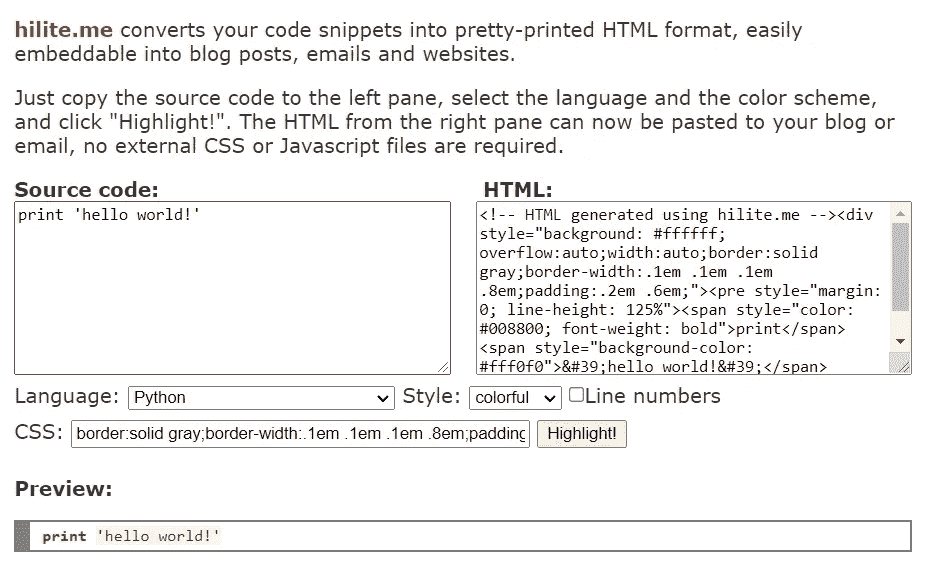 hilite.me converts your code snippets into pretty-printed HTML format, easily
embeddable into blog posts, emails and websites.
Just copy the source code to the left pane, select the language and the color scheme,
and click "Highlight!". The HTML from the right pane can now be pasted to your blog or
email, no external CSS or Javascript files are required.
Source code:
print 'hello world!'
HTML:
<!-- HTML generated using hilite.me --><div
style="background: #ffffff;
overflow:auto;width:auto;border:solid
gray;border-width:.1em .1em .1em
.8em;padding:.2em .6em;"><pre style="margin:
0; line-height: 125%"><span style="color:
#008800; font-weight: bold">print</span>
<span style="background-color:
#fff0f0">&#39;hello world!&#39;</span>
Language: Python Style: colorful Line numbers
CSS: border:solid gray;border-width:.1em .1em .1em .8em;padding Highlight!
Preview:
print 'hello world!'